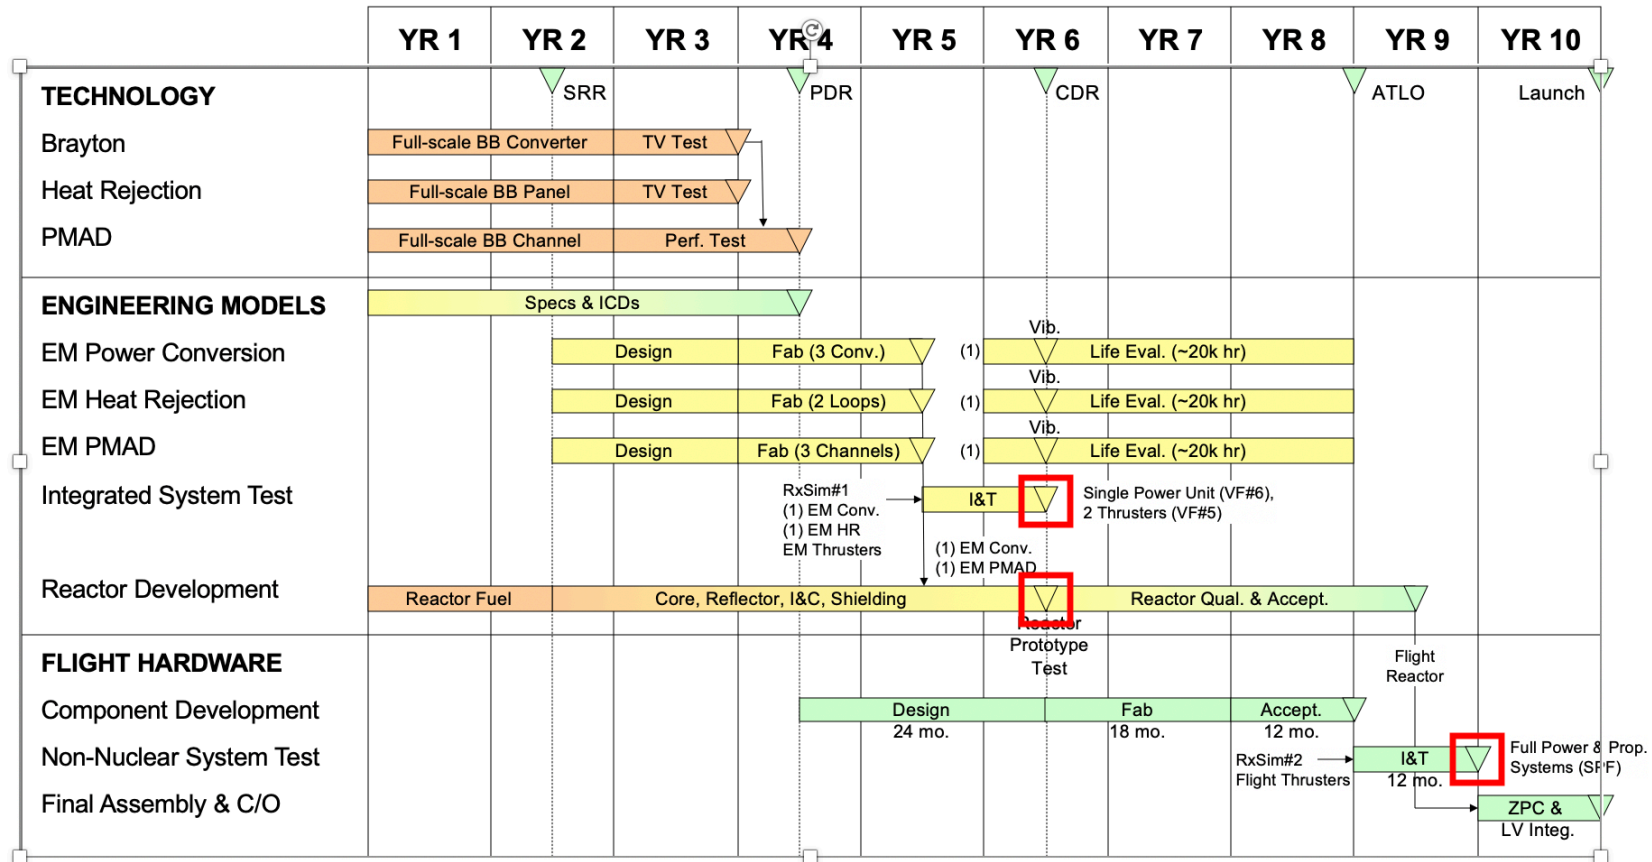 YR 1 YR 2 YR 3 YR 4 YR 5 YR 6 YR 7 YR 8 YR 9 YR 10
TECHNOLOGY
SRR PDR CDR ATLO Launch
Brayton
Full-scale BB Converter TV Test
Heat Rejection
Full-scale BB Panel TV Test
PMAD
Full-scale BB Channel Perf. Test
ENGINEERING MODELS
Specs & ICDs
Vib.
EM Power Conversion
Design Fab (3 Conv.) (1) Life Eval. (~20k hr)
Vib.
EM Heat Rejection
Design Fab (2 Loops) (1) Life Eval. (~20k hr)
Vib.
EM PMAD
Design Fab (3 Channels) (1) Life Eval. (~20k hr)
Integrated System Test
RxSim#1
(1) EM Conv.
(1) EM HR
EM Thrusters
I&T
Single Power Unit (VF#6),
2 Thrusters (VF#5)
(1) EM Conv.
(1) EM PMAD
Reactor Development
Reactor Fuel Core, Reflector, I&C, Shielding Reactor Qual. & Accept.
Reactor
Prototype
Test
Flight
Reactor
FLIGHT HARDWARE
Component Development
Design Fab Accept.
24 mo. 18 mo. 12 mo.
Non-Nuclear System Test
RxSim#2
Flight Thrusters
I&T
12 mo.
Full Power & Prop.
Systems (SPF)
Final Assembly & C/O
ZPC &
LV Integ.